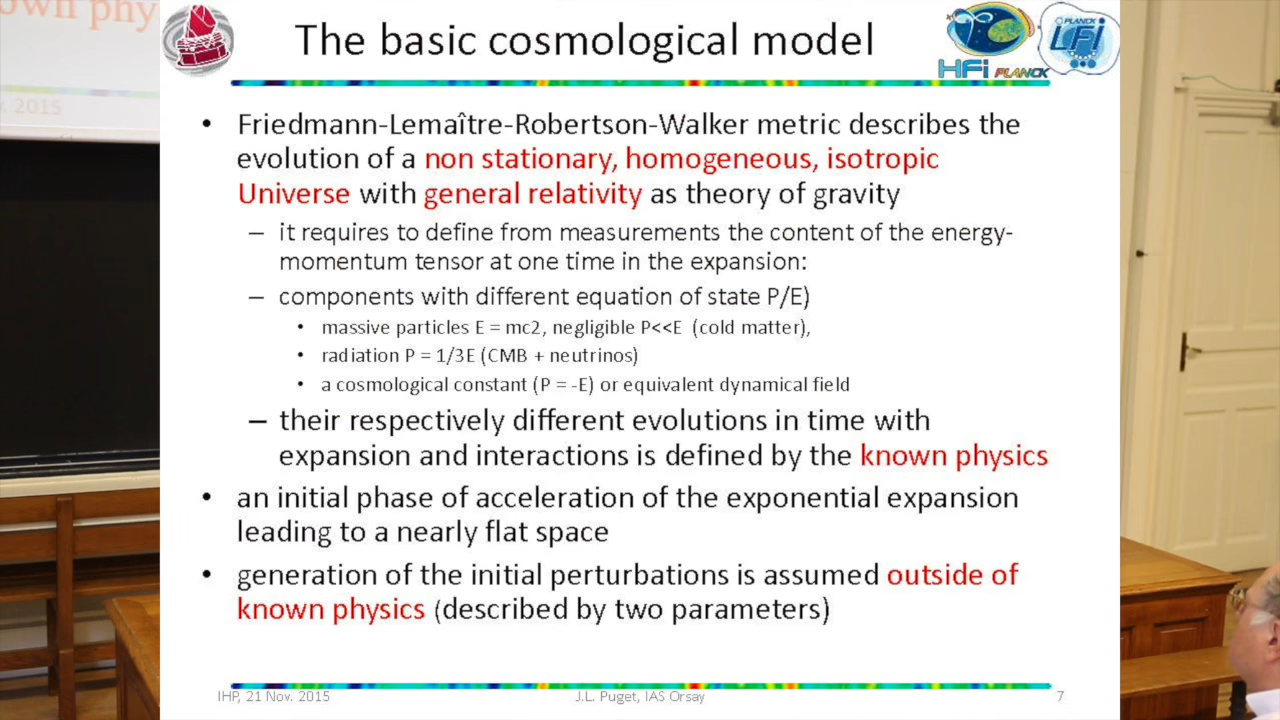 own phy
. 2015
The basic cosmological model
HFi PLANCK
PLANCK
LFi
• Friedmann-Lemaître-Robertson-Walker metric describes the
evolution of a non stationary, homogeneous, isotropic
Universe with general relativity as theory of gravity
– it requires to define from measurements the content of the energy-
momentum tensor at one time in the expansion:
– components with different equation of state P/E)
• massive particles E = mc2, negligible P<<E (cold matter),
• radiation P = 1/3E (CMB + neutrinos)
• a cosmological constant (P = -E) or equivalent dynamical field
– their respectively different evolutions in time with
expansion and interactions is defined by the known physics
• an initial phase of acceleration of the exponential expansion
leading to a nearly flat space
• generation of the initial perturbations is assumed outside of
known physics (described by two parameters)
IHP, 21 Nov. 2015
J.L. Puget, IAS Orsay
7